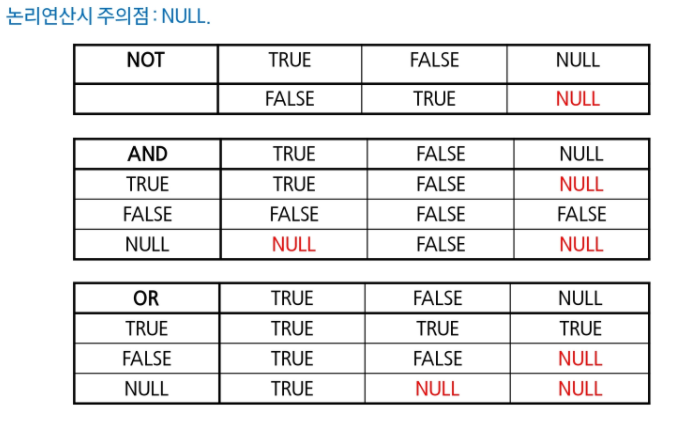 논리연산시 주의점 : NULL.
NOT TRUE FALSE NULL
FALSE TRUE NULL
AND TRUE FALSE NULL
TRUE TRUE FALSE NULL
FALSE FALSE FALSE FALSE
NULL NULL FALSE NULL
OR TRUE FALSE NULL
TRUE TRUE TRUE TRUE
FALSE TRUE FALSE NULL
NULL TRUE NULL NULL